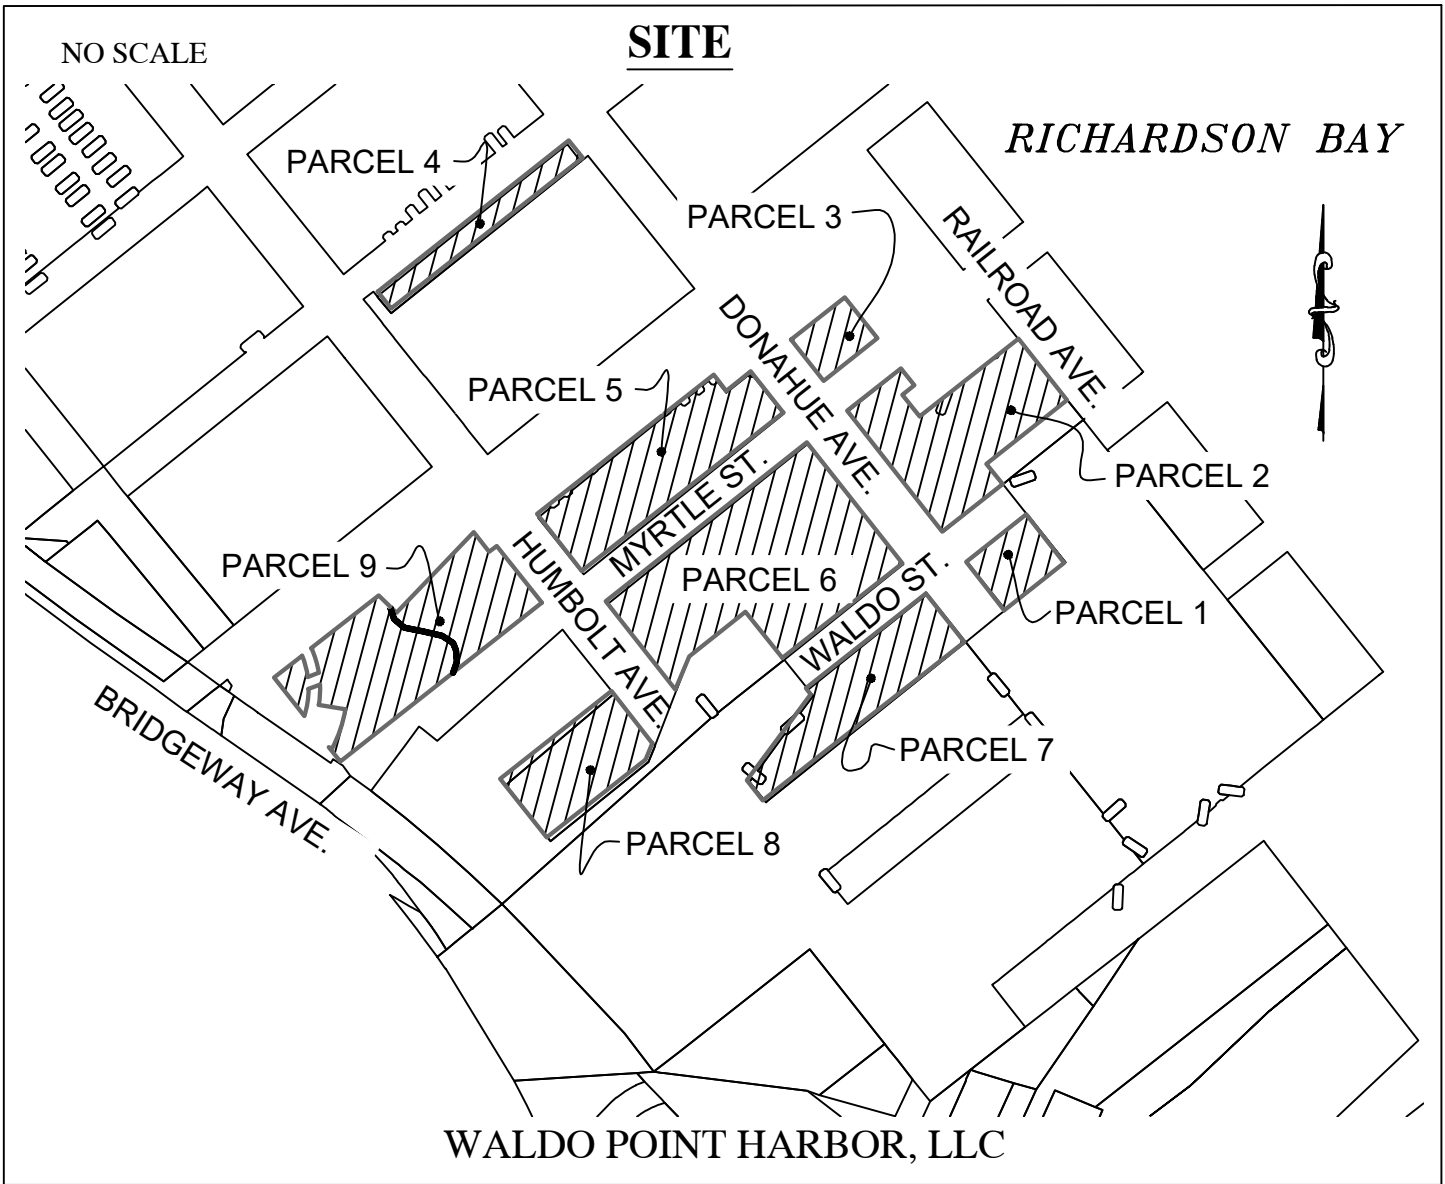 SITE
NO SCALE
RICHARDSON BAY
PARCEL 4
PARCEL 3
RAILROAD AVE.
DONAHUE AVE.
PARCEL 5
PARCEL 2
MYRTLE ST.
PARCEL 9
HUMBOLT AVE.
PARCEL 6
WALDO ST.
PARCEL 1
BRIDGEWAY AVE.
PARCEL 7
PARCEL 8
WALDO POINT HARBOR, LLC